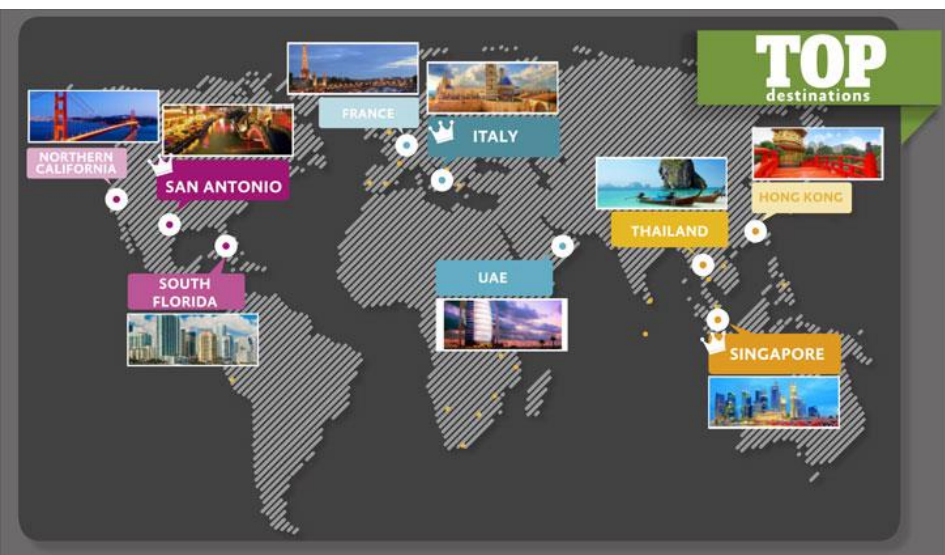 TOP
destinations
FRANCE
ITALY
NORTHERN
CALIFORNIA
SAN ANTONIO
HONG KONG
THAILAND
SOUTH
FLORIDA
UAE
SINGAPORE